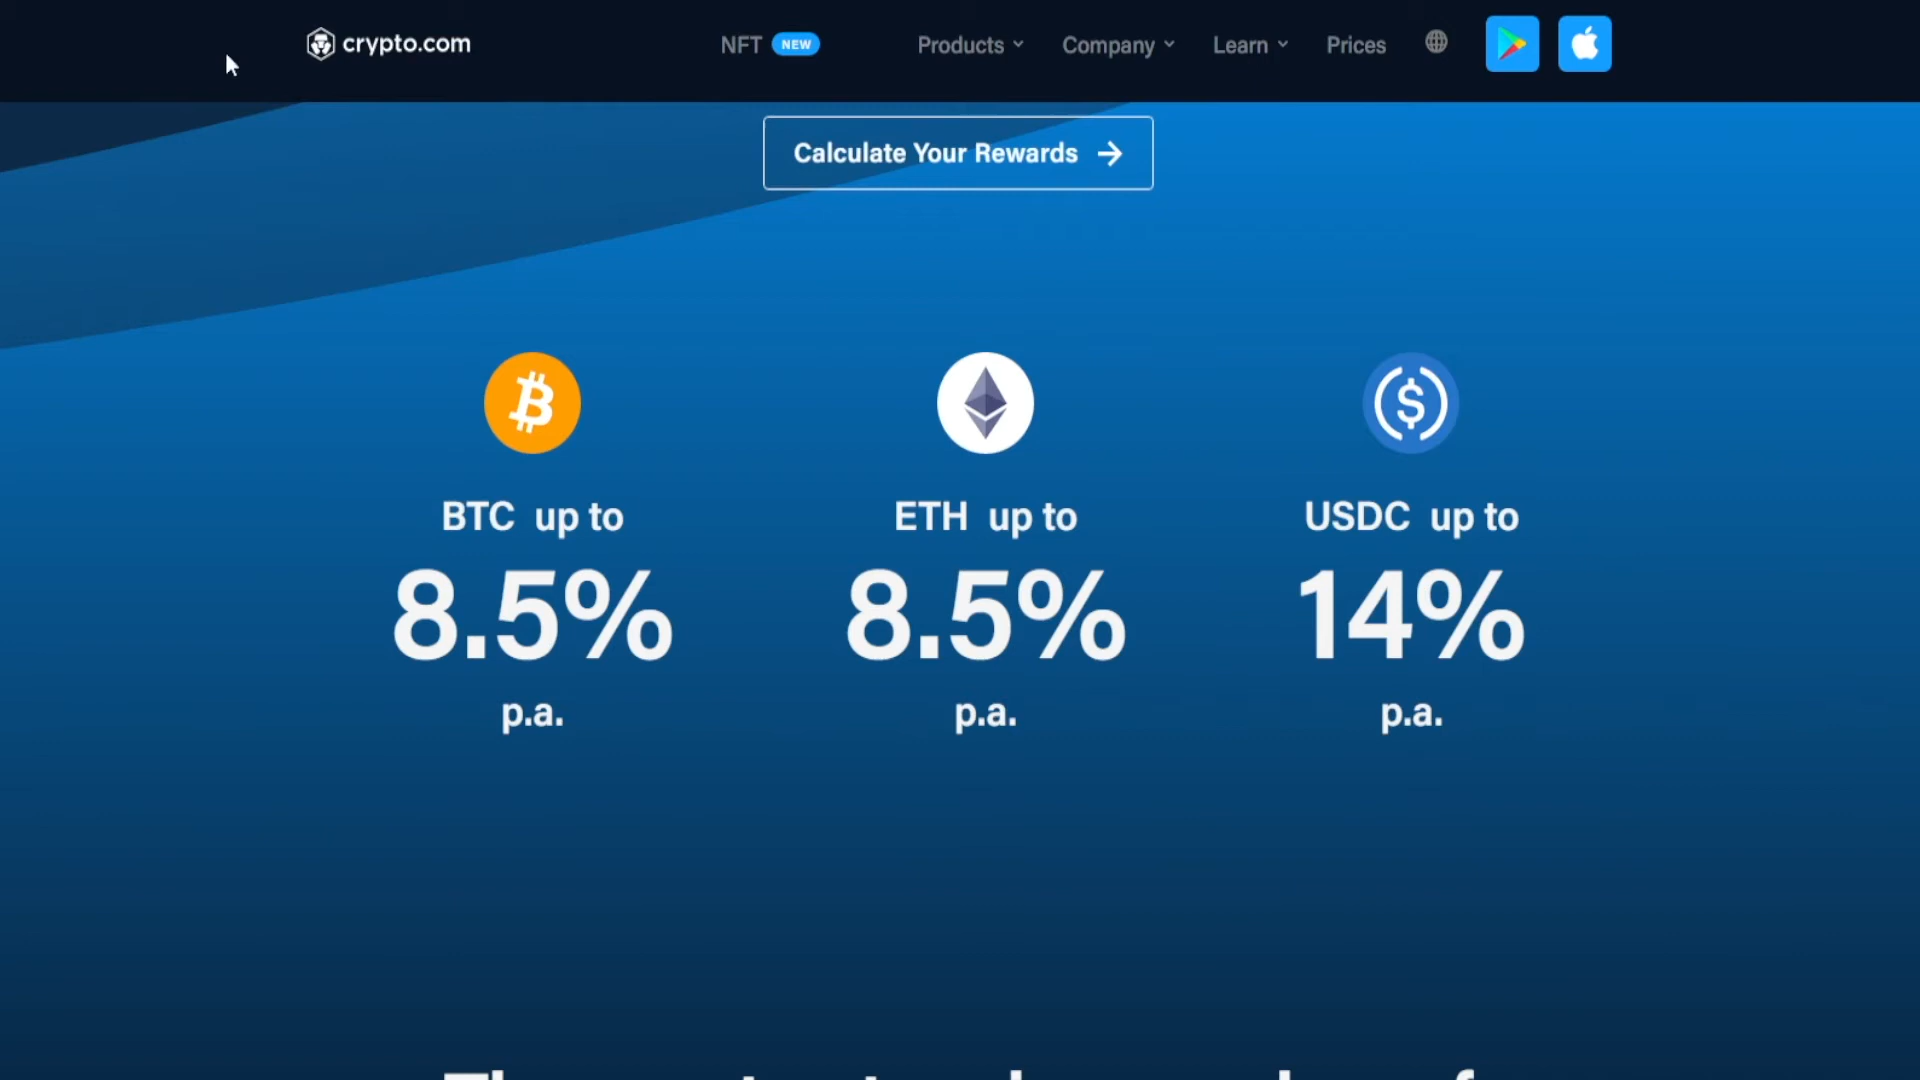 crypto.com
NFT NEW
Products
Company
Learn
Prices
Calculate Your Rewards
BTC up to
8.5%
p.a.
ETH up to
8.5%
p.a.
USDC up to
14%
p.a.